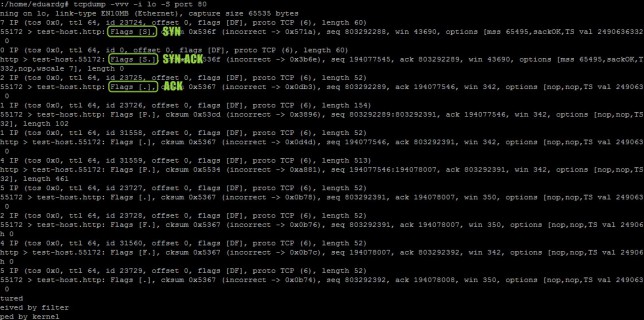 :/home/eduardg# tcpdump -vvv -i lo -S port 80
ning on lo, link-type EN10MB (Ethernet), capture size 65535 bytes
7 IP (tos 0x0, ttl 64, id 23724, offset 0, flags [DF], proto TCP (6), length 60)
55172 > test-host.http: Flags [S], SYN 0x536f (incorrect -> 0x571a), seq 802092288, win 43690, options [mss 65495,sackOK,TS val 2490636332
0
0 IP (tos 0x0, ttl 64, id 0, offset 0, flags [DF], proto TCP (6), length 60)
http > test-host.55172: Flags [S.] SYN-ACK 536f (incorrect -> 0x3b6e), seq 194077545, ack 803092289, win 43690, options [mss 65495,sackOK,T
332,nop,wscale 7], length 0
2 IP (tos 0x0, ttl 64, id 23725, offset 0, flags [DF], proto TCP (6), length 52)
55172 > test-host.http: Flags [.], ACK 0x5367 (incorrect -> 0x0db3), seq 803292289, ack 194077546, win 342, options [nop,nop,TS
0
1 IP (tos 0x0, ttl 64, id 23726, offset 0, flags [DF], proto TCP (6), length 154)
55172 > test-host.http: Flags [P.], cksum 0x53cd (incorrect -> 0x3896), seq 803292289:803292391, ack 194077546, win 342, options [nop,nop,TS
32], length 102
1 IP (tos 0x0, ttl 64, id 31558, offset 0, flags [DF], proto TCP (6), length 52)
http > test-host.55172: Flags [.], cksum 0x5367 (incorrect -> 0x0d4d), seq 194077546, ack 803292391, win 342, options [nop,nop,TS val 249063
0
4 IP (tos 0x0, ttl 64, id 31559, offset 0, flags [DF], proto TCP (6), length 513)
http > test-host.55172: Flags [P.], cksum 0x5534 (incorrect -> 0xa881), seq 194077546:194078007, ack 803292391, win 342, options [nop,nop,TS
32], length 461
5 IP (tos 0x0, ttl 64, id 23727, offset 0, flags [DF], proto TCP (6), length 52)
55172 > test-host.http: Flags [.], cksum 0x5367 (incorrect -> 0x0b78), seq 803292391, ack 194078007, win 350, options [nop,nop,TS val 249063
0
2 IP (tos 0x0, ttl 64, id 23728, offset 0, flags [DF], proto TCP (6), length 52)
55172 > test-host.http: Flags [F.], cksum 0x5367 (incorrect -> 0x0b76), seq 803292391, ack 194078007, win 350, options [nop,nop,TS val 24906
h 0
4 IP (tos 0x0, ttl 64, id 31560, offset 0, flags [DF], proto TCP (6), length 52)
http > test-host.55172: Flags [F.], cksum 0x5367 (incorrect -> 0x0b7c), seq 194078007, ack 803292392, win 342, options [nop,nop,TS val 24906
h 0
5 IP (tos 0x0, ttl 64, id 23729, offset 0, flags [DF], proto TCP (6), length 52)
55172 > test-host.http: Flags [.], cksum 0x5367 (incorrect -> 0x0b74), seq 803292392, ack 194078008, win 350, options [nop,nop,TS val 249063
0
tured
eived by filter
ped by kernel